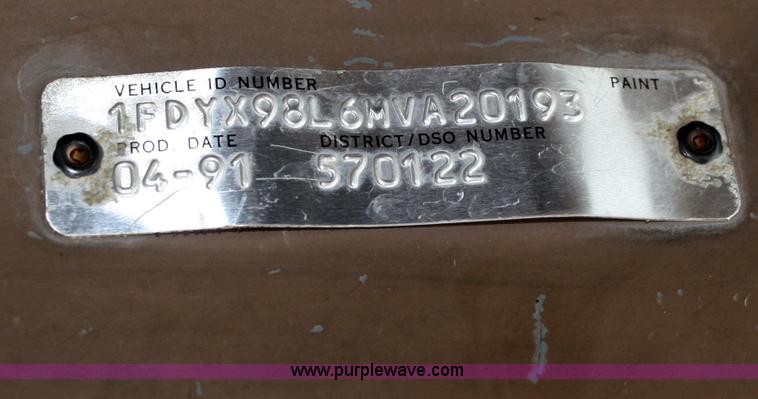 VEHICLE ID NUMBER PAINT
1FDYX98L6MVA20193
PROD. DATE DISTRICT/DSO NUMBER
04-91 570122
www.purplewave.com